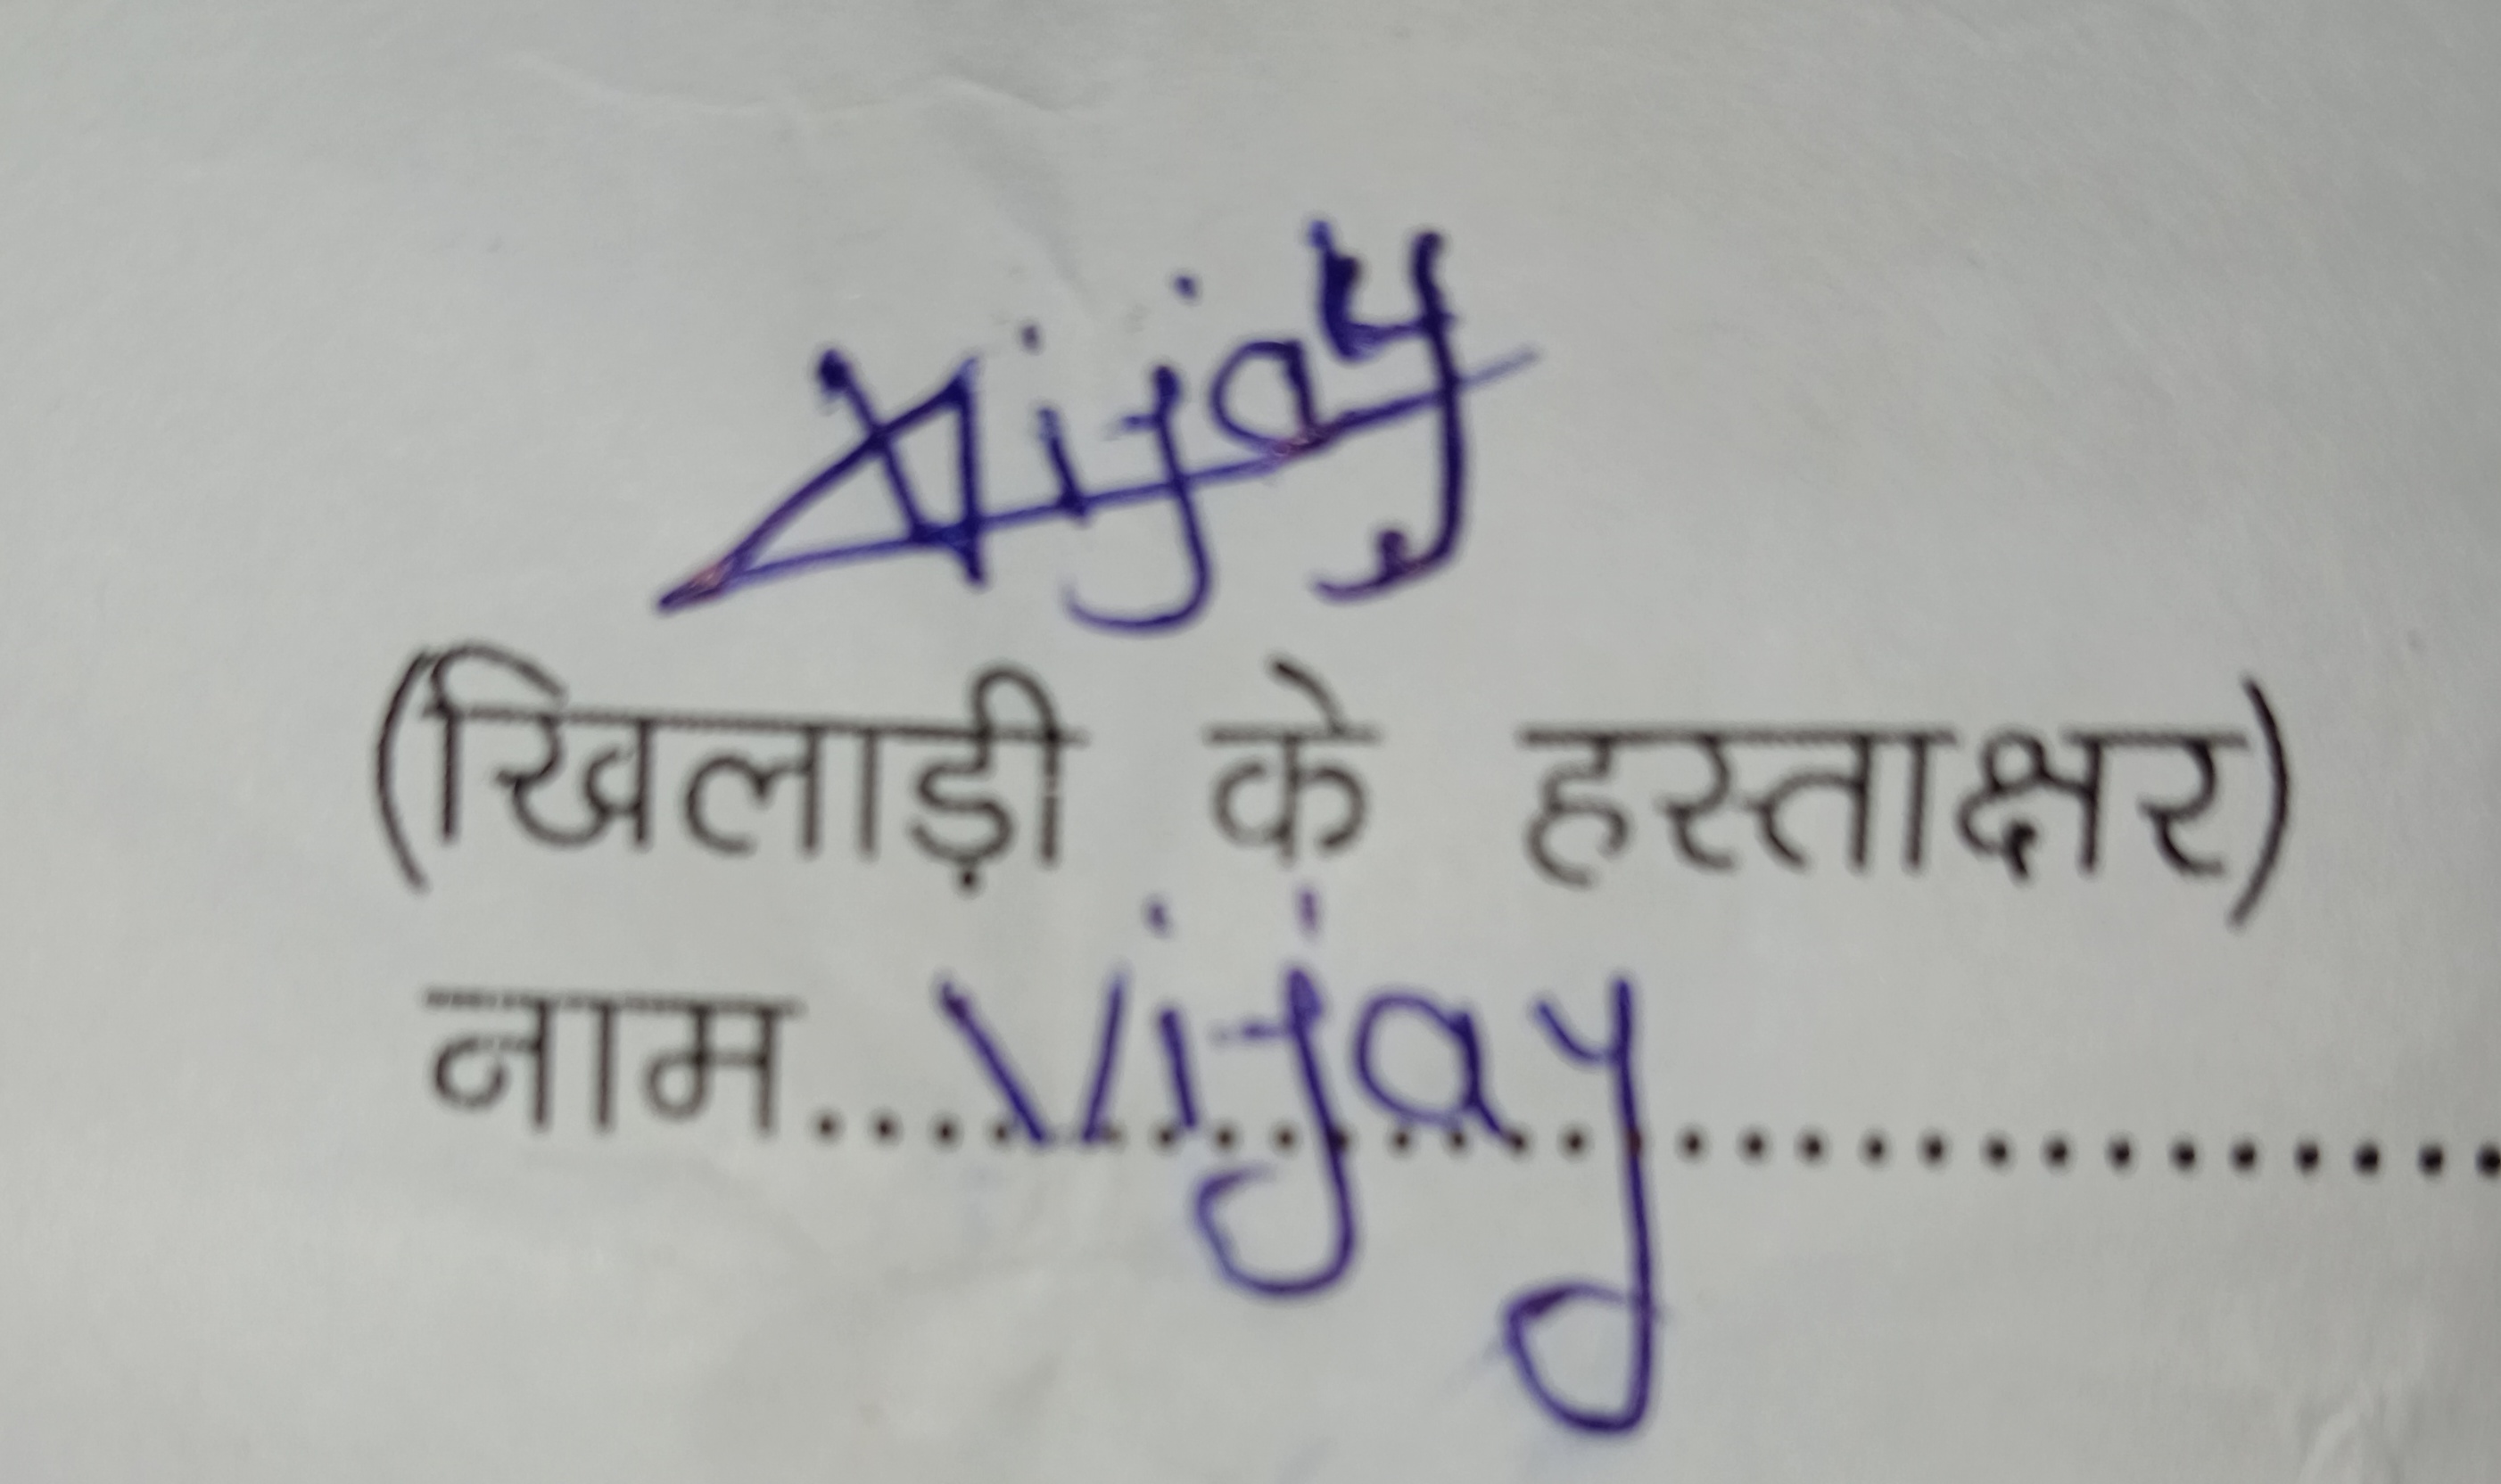 Vijay
(खिलाड़ी के हस्ताक्षर)
नाम....Vijay..............